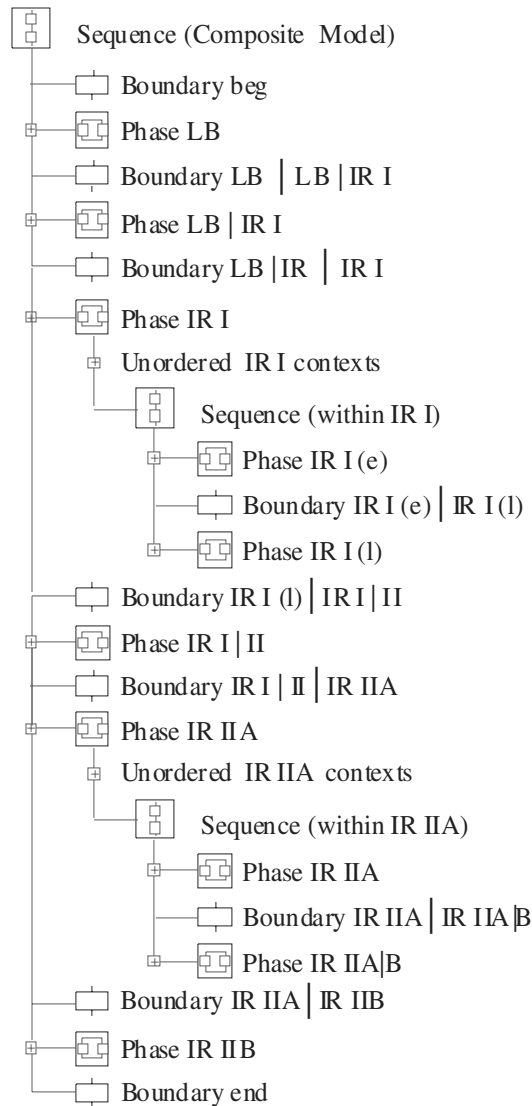 Sequence (Composite Model)
Boundary beg
Phase LB
Boundary LB | LB | IR I
Phase LB | IR I
Boundary LB | IR | IR I
Phase IR I
Unordered IR I contexts
Sequence (within IR I)
Phase IR I (e)
Boundary IR I (e) | IR I (l)
Phase IR I (l)
Boundary IR I (l) | IR I | II
Phase IR I | II
Boundary IR I | II | IR IIA
Phase IR IIA
Unordered IR IIA contexts
Sequence (within IR IIA)
Phase IR IIA
Boundary IR IIA | IR IIA|B
Phase IR IIA|B
Boundary IR IIA | IR IIB
Phase IR IIB
Boundary end